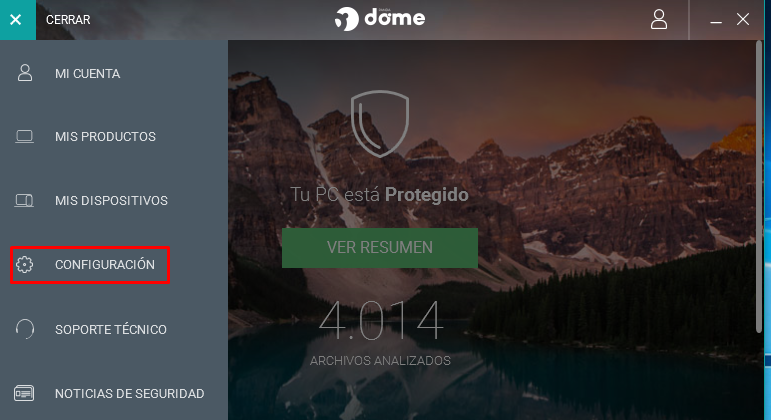 CERRAR
panda
dome
MI CUENTA
MIS PRODUCTOS
MIS DISPOSITIVOS
CONFIGURACIÓN
SOPORTE TÉCNICO
NOTICIAS DE SEGURIDAD
Tu PC está Protegido
VER RESUMEN
4.014
ARCHIVOS ANALIZADOS